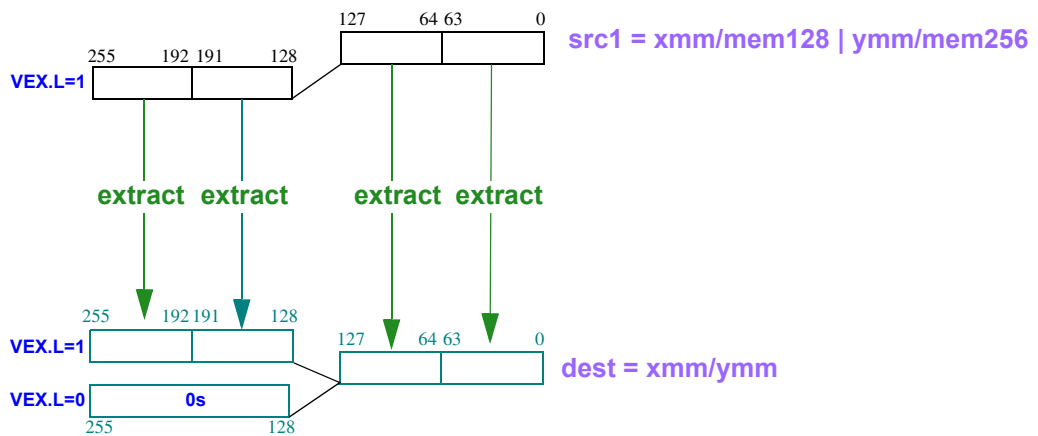 127 64 63 0
src1 = xmm/mem128 | ymm/mem256
255 192 191 128
VEX.L=1
extract extract extract extract
255 192 191 128
127 64 63 0
VEX.L=1
dest = xmm/ymm
VEX.L=0 0s
255 128